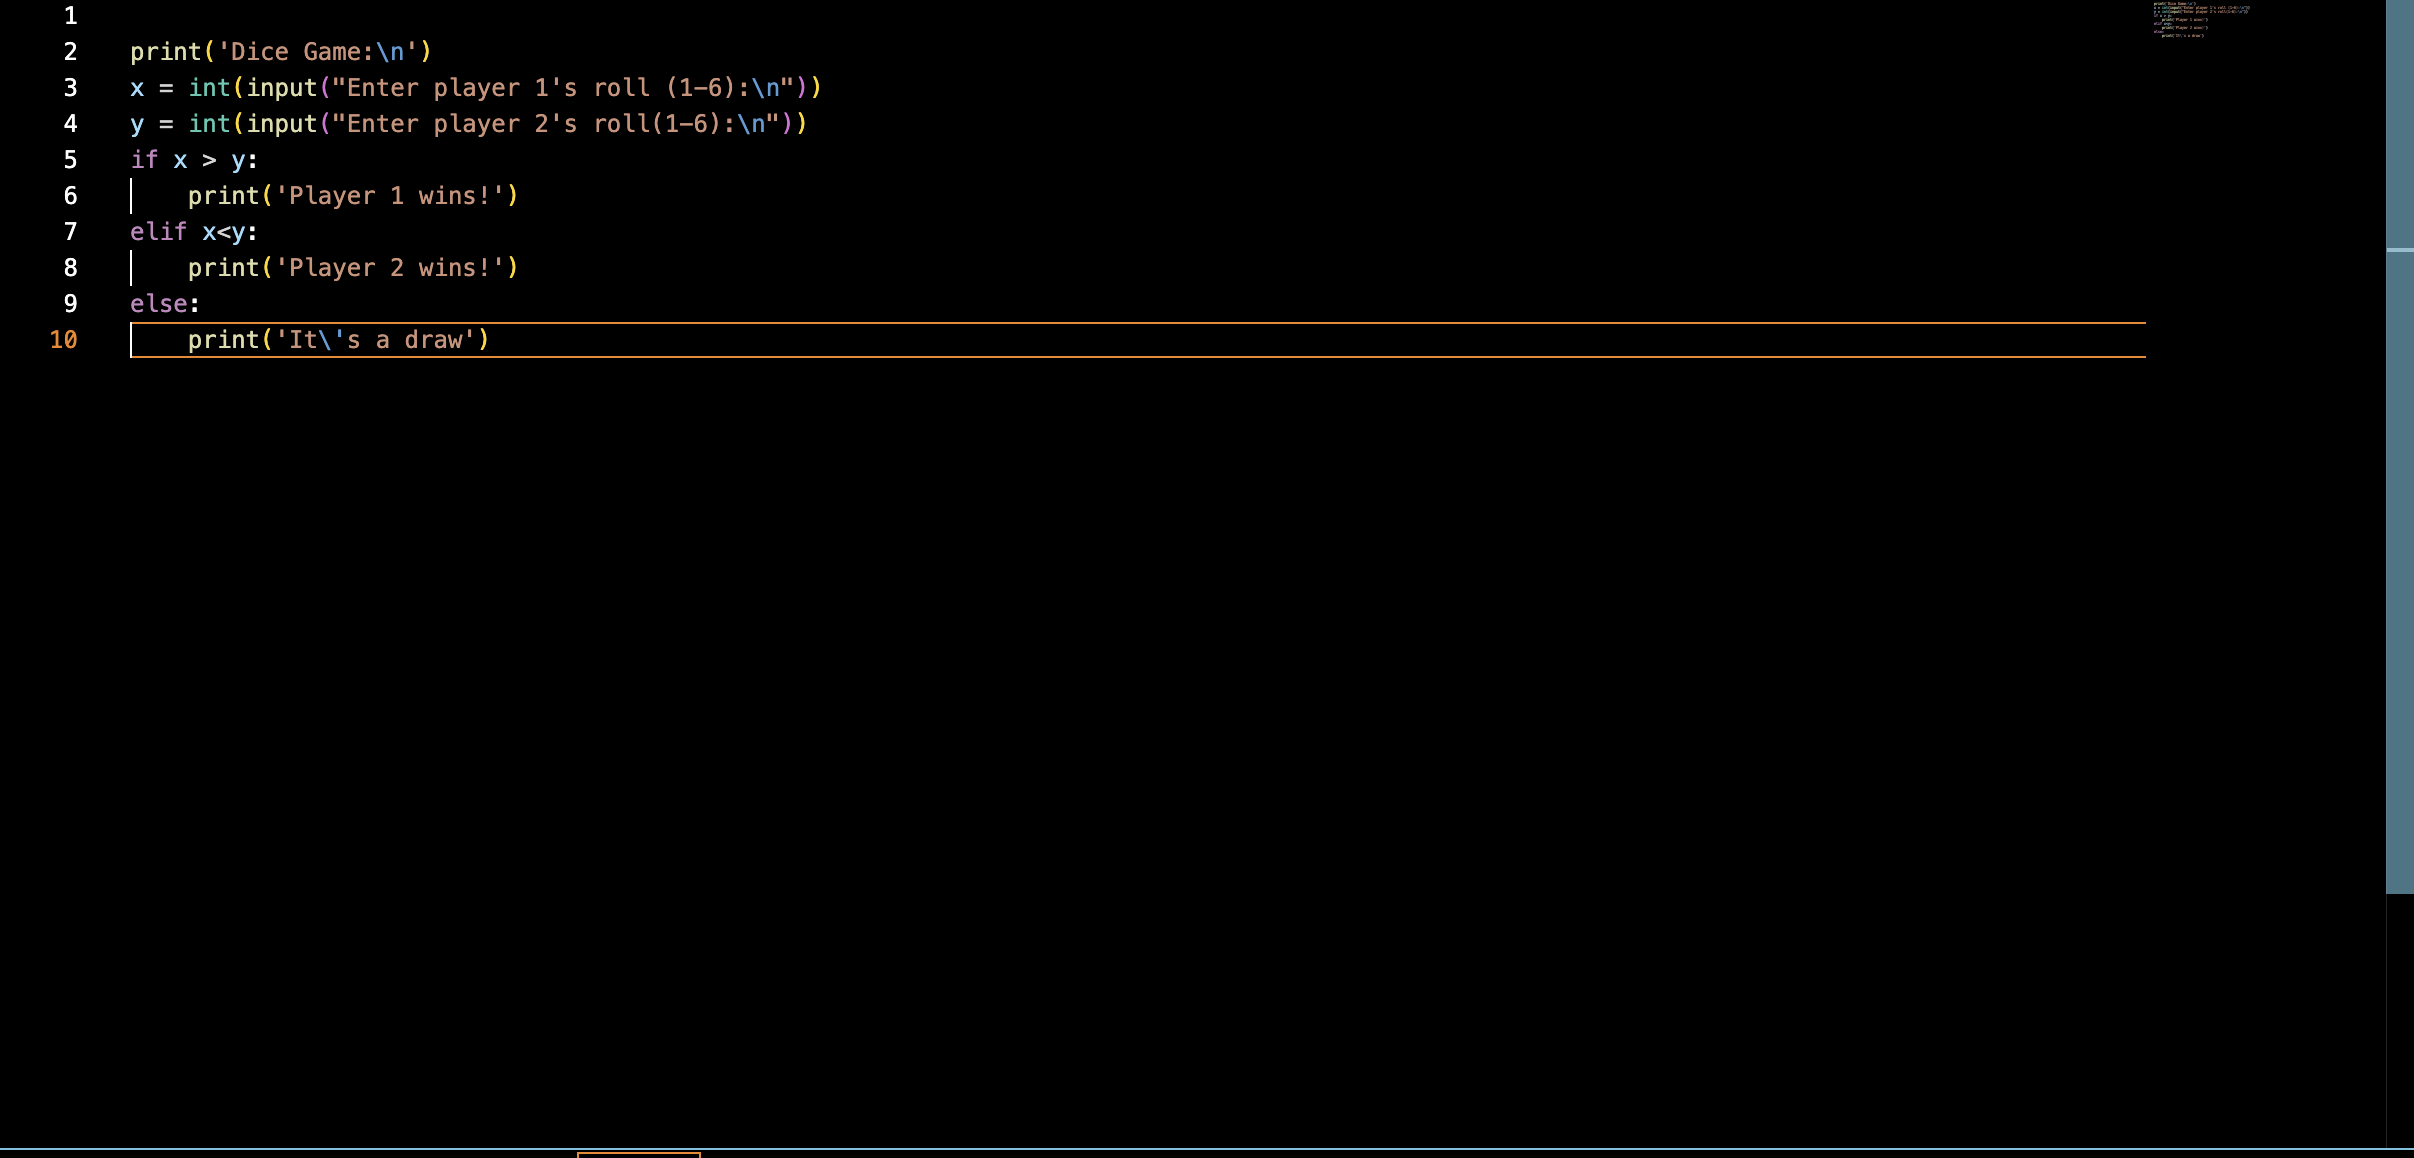 1
2 print('Dice Game:\n')
3 x = int(input("Enter player 1's roll (1-6):\n"))
4 y = int(input("Enter player 2's roll(1-6):\n"))
5 if x > y:
6     print('Player 1 wins!')
7 elif x<y:
8     print('Player 2 wins!')
9 else:
10     print('It\'s a draw')